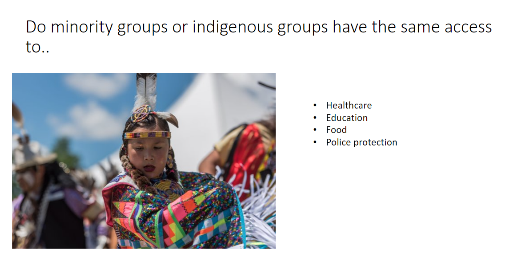 Do minority groups or indigenous groups have the same access
to..
• Healthcare
• Education
• Food
• Police protection